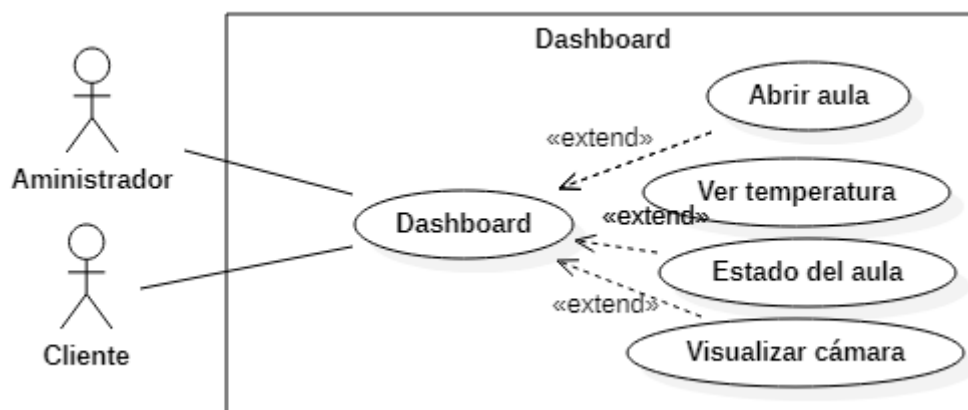 Dashboard
Abrir aula
«extend»
Aministrador
Ver temperatura
Dashboard
«extend»
Estado del aula
«extend»
Visualizar cámara
Cliente